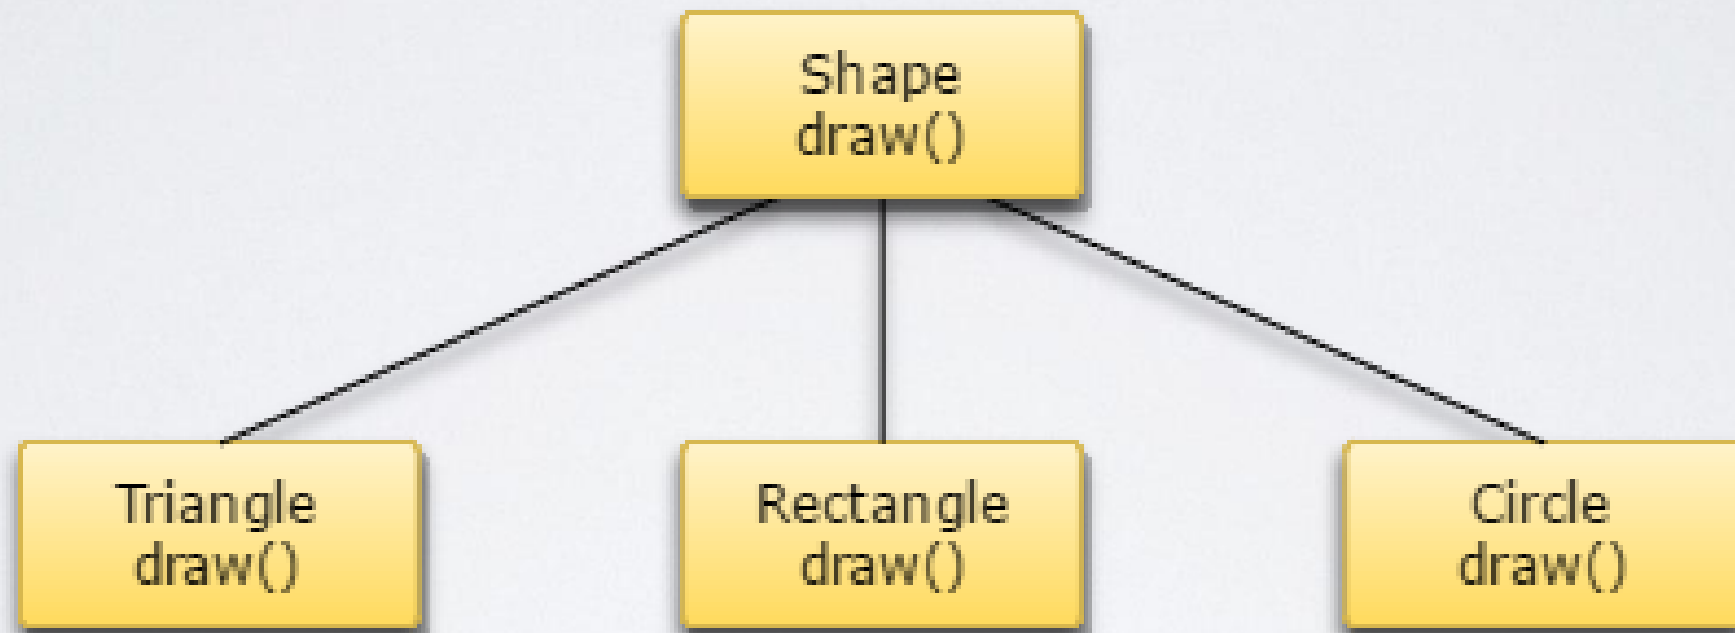 Shape
draw()
Triangle
draw()
Rectangle
draw()
Circle
draw()